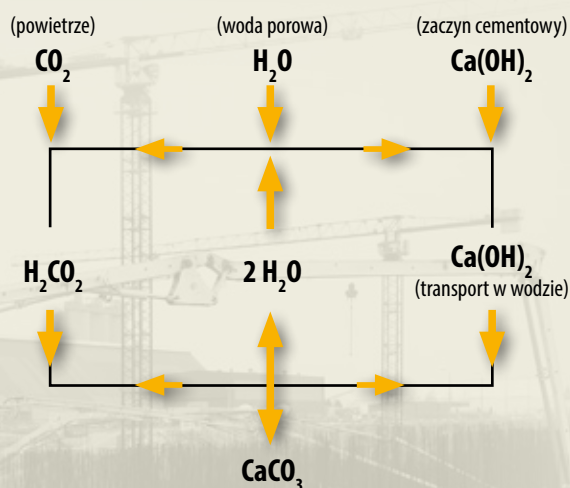 (powietrze) (woda porowa) (zaczyn cementowy)
CO₂ H₂O Ca(OH)₂
H₂CO₂ 2 H₂O Ca(OH)₂
(transport w wodzie)
CaCO₃